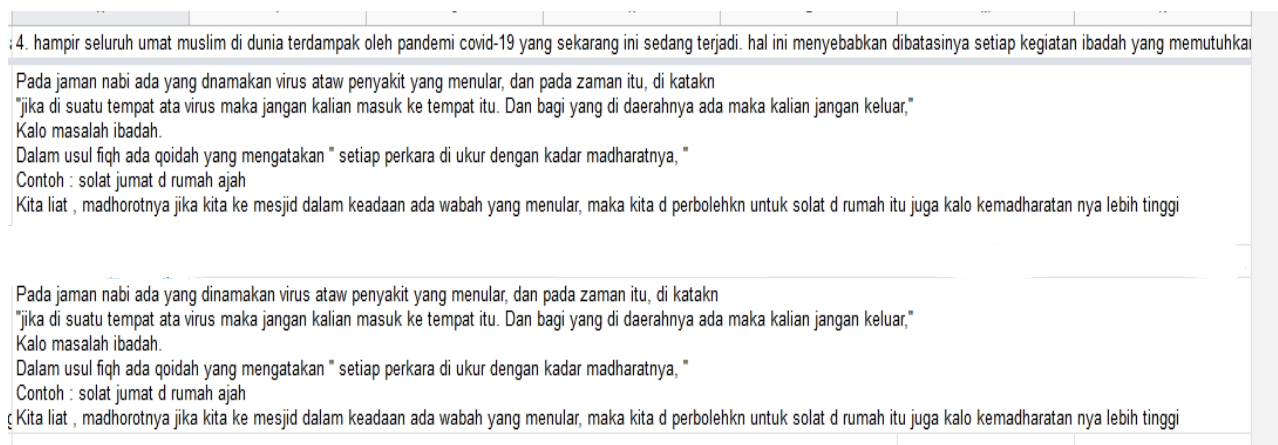 4. hampir seluruh umat muslim di dunia terdampak oleh pandemi covid-19 yang sekarang ini sedang terjadi. hal ini menyebabkan dibatasinya setiap kegiatan ibadah yang memutuhkan
Pada jaman nabi ada yang dnamakan virus ataw penyakit yang menular, dan pada zaman itu, di katakn
"jika di suatu tempat ata virus maka jangan kalian masuk ke tempat itu. Dan bagi yang di daerahnya ada maka kalian jangan keluar,"
Kalo masalah ibadah.
Dalam usul fiqh ada qoidah yang mengatakan " setiap perkara di ukur dengan kadar madharatnya, "
Contoh : solat jumat d rumah ajah
Kita liat , madhorotnya jika kita ke mesjid dalam keadaan ada wabah yang menular, maka kita d perbolehkn untuk solat d rumah itu juga kalo kemadharatan nya lebih tinggi
Pada jaman nabi ada yang dinamakan virus ataw penyakit yang menular, dan pada zaman itu, di katakn
"jika di suatu tempat ata virus maka jangan kalian masuk ke tempat itu. Dan bagi yang di daerahnya ada maka kalian jangan keluar,"
Kalo masalah ibadah.
Dalam usul fiqh ada qoidah yang mengatakan " setiap perkara di ukur dengan kadar madharatnya, "
Contoh : solat jumat d rumah ajah
Kita liat , madhorotnya jika kita ke mesjid dalam keadaan ada wabah yang menular, maka kita d perbolehkn untuk solat d rumah itu juga kalo kemadharatan nya lebih tinggi